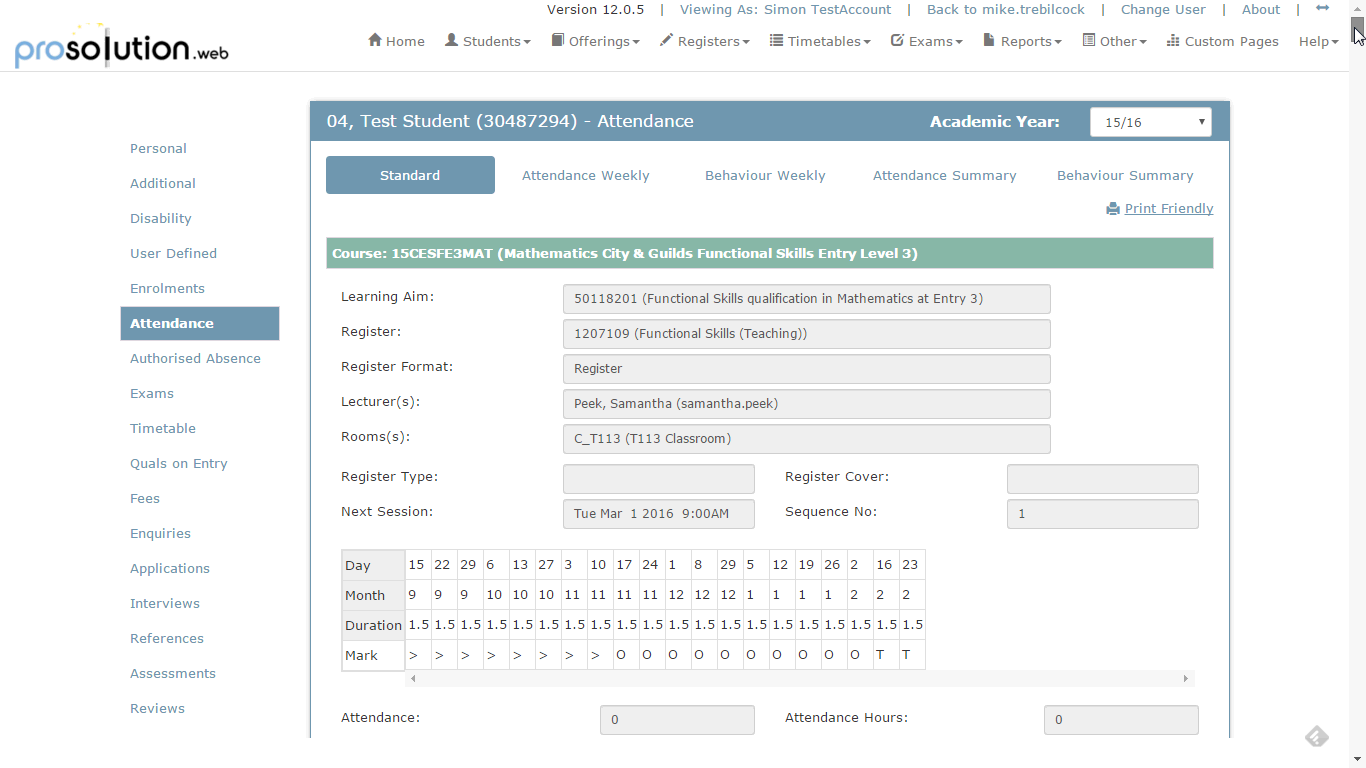 Version 12.0.5 | Viewing As: Simon TestAccount | Back to mike.trebilcock | Change User | About |
prosolution.web
Home Students Offerings Registers Timetables Exams Reports Other Custom Pages Help
04, Test Student (30487294) - Attendance Academic Year: 15/16
Personal
Additional
Disability
User Defined
Enrolments
Attendance
Authorised Absence
Exams
Timetable
Quals on Entry
Fees
Enquiries
Applications
Interviews
References
Assessments
Reviews
Standard Attendance Weekly Behaviour Weekly Attendance Summary Behaviour Summary
Print Friendly
Course: 15CESFE3MAT (Mathematics City & Guilds Functional Skills Entry Level 3)
Learning Aim: 50118201 (Functional Skills qualification in Mathematics at Entry 3)
Register: 1207109 (Functional Skills (Teaching))
Register Format: Register
Lecturer(s): Peek, Samantha (samantha.peek)
Rooms(s): C_T113 (T113 Classroom)
Register Type: Register Cover:
Next Session: Tue Mar 1 2016 9:00AM Sequence No: 1
Day 15 22 29 6 13 27 3 10 17 24 1 8 29 5 12 19 26 2 16 23
Month 9 9 9 10 10 10 11 11 11 11 12 12 12 1 1 1 1 2 2 2
Duration 1.5 1.5 1.5 1.5 1.5 1.5 1.5 1.5 1.5 1.5 1.5 1.5 1.5 1.5 1.5 1.5 1.5 1.5 1.5 1.5
Mark > > > > > > > > O O O O O O O O O O T T
Attendance: 0 Attendance Hours: 0